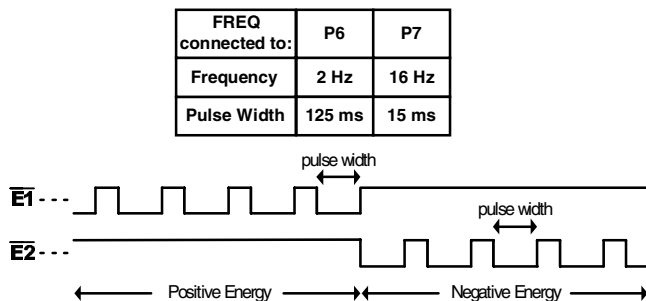 FREQ connected to: P6 P7
Frequency 2 Hz 16 Hz
Pulse Width 125 ms 15 ms
pulse width
E1
pulse width
E2
Positive Energy Negative Energy